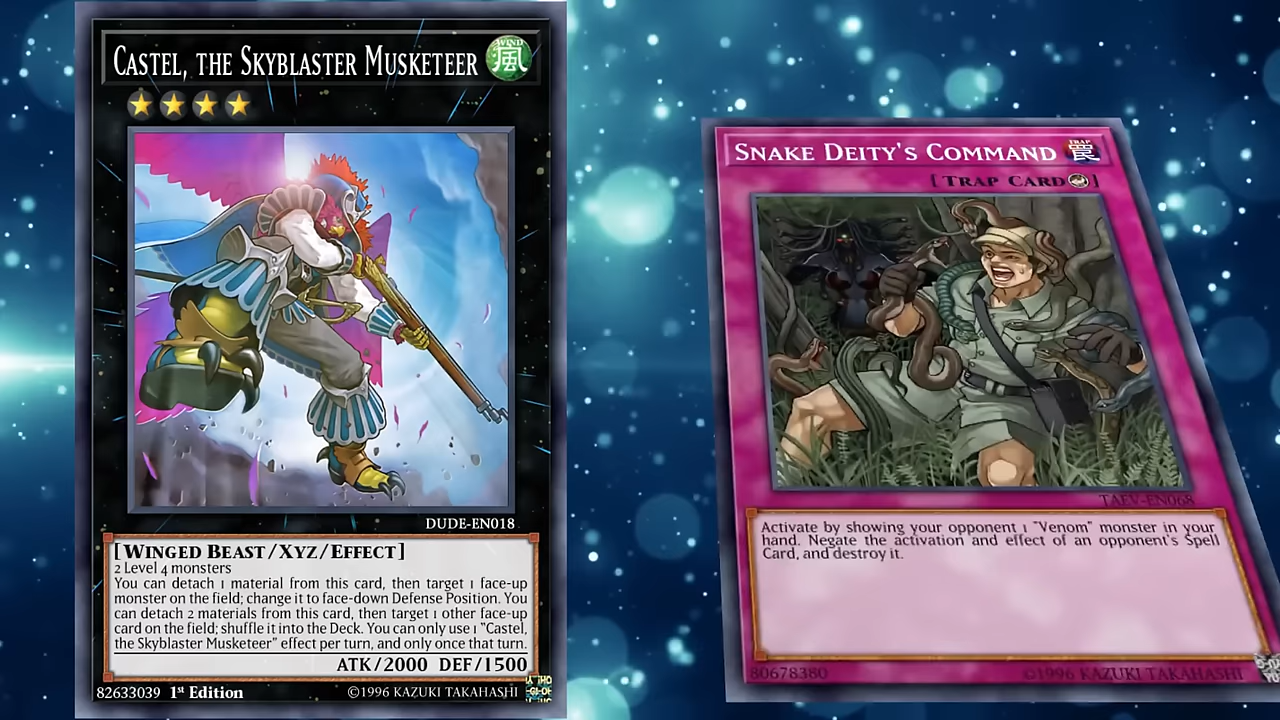 Castel, the Skyblaster Musketeer
WIND
風
DUDE-EN018
[Winged Beast/Xyz/Effect]
2 Level 4 monsters
You can detach 1 material from this card, then target 1 face-up
monster on the field; change it to face-down Defense Position. You
can detach 2 materials from this card, then target 1 other face-up
card on the field; shuffle it into the Deck. You can only use 1 "Castel,
the Skyblaster Musketeer" effect per turn, and only once that turn.
ATK/2000 DEF/1500
82633039 1st Edition ©1996 KAZUKI TAKAHASHI
Snake Deity's Command
TRAP
罠
[Trap Card]
TAEV-EN068
Activate by showing your opponent 1 "Venom" monster in your
hand. Negate the activation and effect of an opponent's Spell
Card, and destroy it.
80678380 ©1996 KAZUKI TAKAHASHI